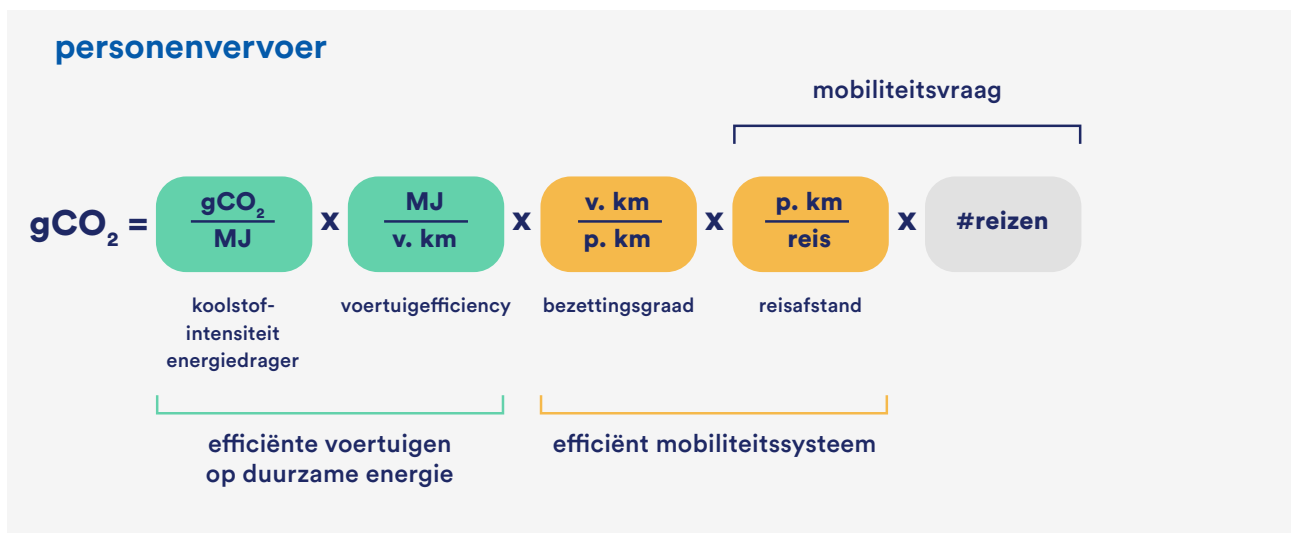 personenvervoer
mobiliteitsvraag
gCO₂ = gCO₂ / MJ x MJ / v. km x v. km / p. km x p. km / reis x #reizen
koolstof-
intensiteit
energiedrager
voertuigefficiency
bezettingsgraad
reisafstand
efficiënte voertuigen
op duurzame energie
efficiënt mobiliteitssysteem